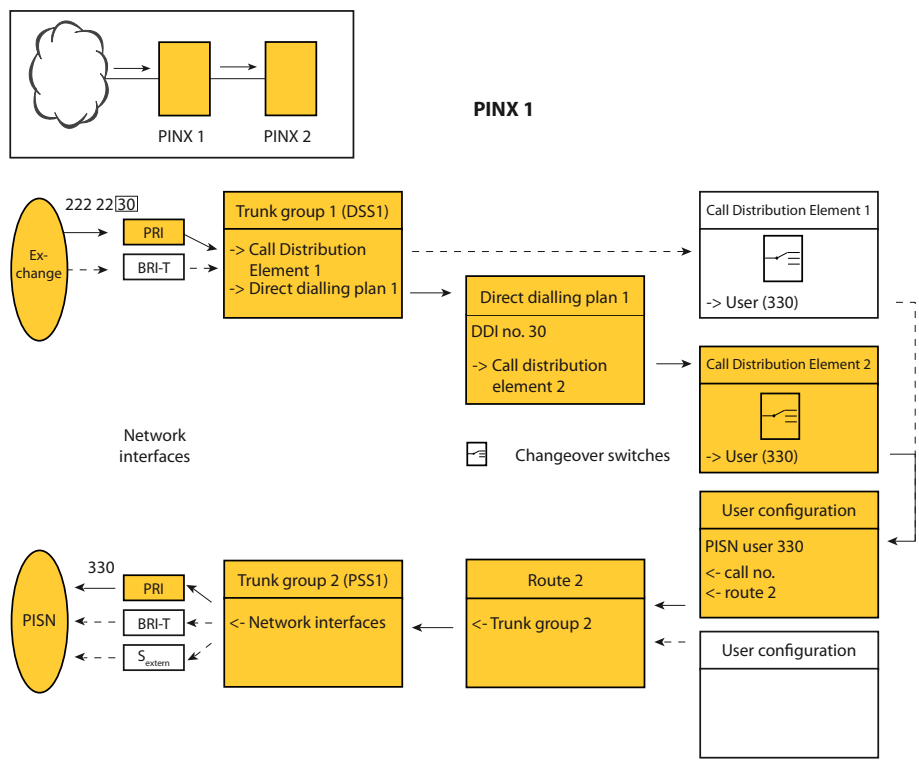 PINX 1
PINX 2
PINX 1
222 22 30
Ex-
change
PRI
BRI-T
Trunk group 1 (DSS1)
-> Call Distribution
Element 1
-> Direct dialling plan 1
Direct dialling plan 1
DDI no. 30
-> Call distribution
element 2
Call Distribution Element 1
-> User (330)
Call Distribution Element 2
-> User (330)
Network
interfaces
Changeover switches
User configuration
PISN user 330
<- call no.
<- route 2
User configuration
Route 2
<- Trunk group 2
Trunk group 2 (PSS1)
<- Network interfaces
330
PRI
BRI-T
Sextern
PISN